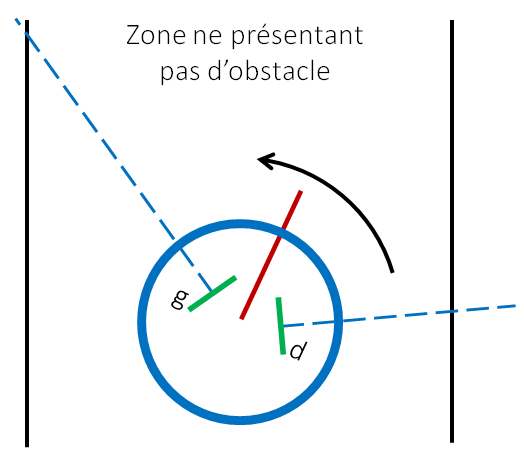 Zone ne présentant
pas d’obstacle
g
d